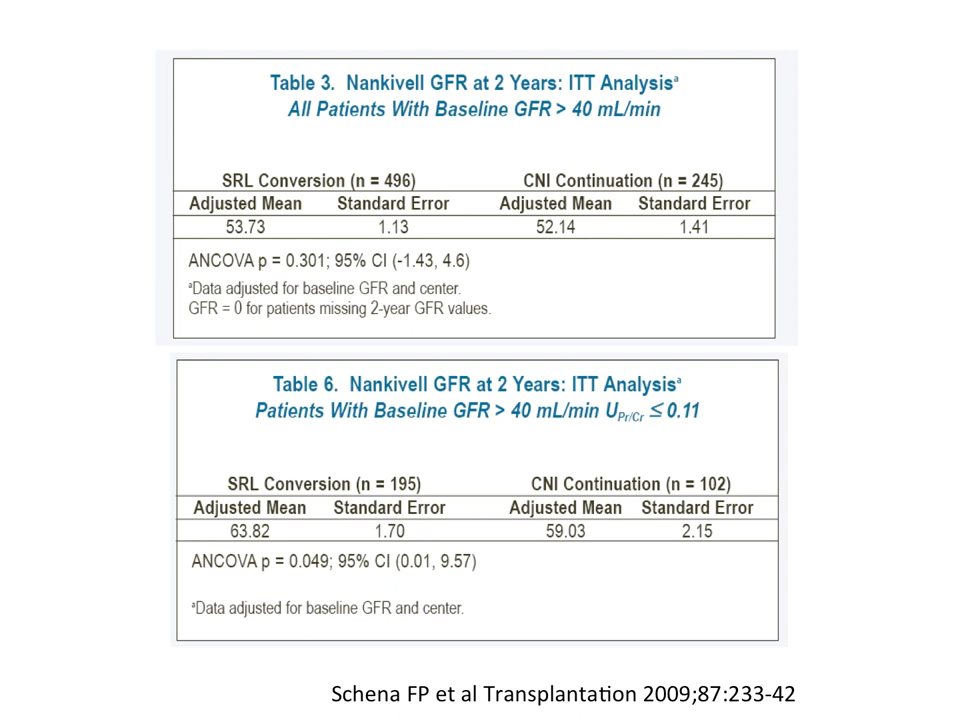 Table 3. Nankivell GFR at 2 Years: ITT Analysisª
All Patients With Baseline GFR > 40 mL/min
SRL Conversion (n = 496) CNI Continuation (n = 245)
Adjusted Mean Standard Error Adjusted Mean Standard Error
53.73 1.13 52.14 1.41
ANCOVA p = 0.301; 95% CI (-1.43, 4.6)
ªData adjusted for baseline GFR and center.
GFR = 0 for patients missing 2-year GFR values.
Table 6. Nankivell GFR at 2 Years: ITT Analysisª
Patients With Baseline GFR > 40 mL/min UPr/Cr ≤ 0.11
SRL Conversion (n = 195) CNI Continuation (n = 102)
Adjusted Mean Standard Error Adjusted Mean Standard Error
63.82 1.70 59.03 2.15
ANCOVA p = 0.049; 95% CI (0.01, 9.57)
ªData adjusted for baseline GFR and center.
Schena FP et al Transplantation 2009;87:233-42